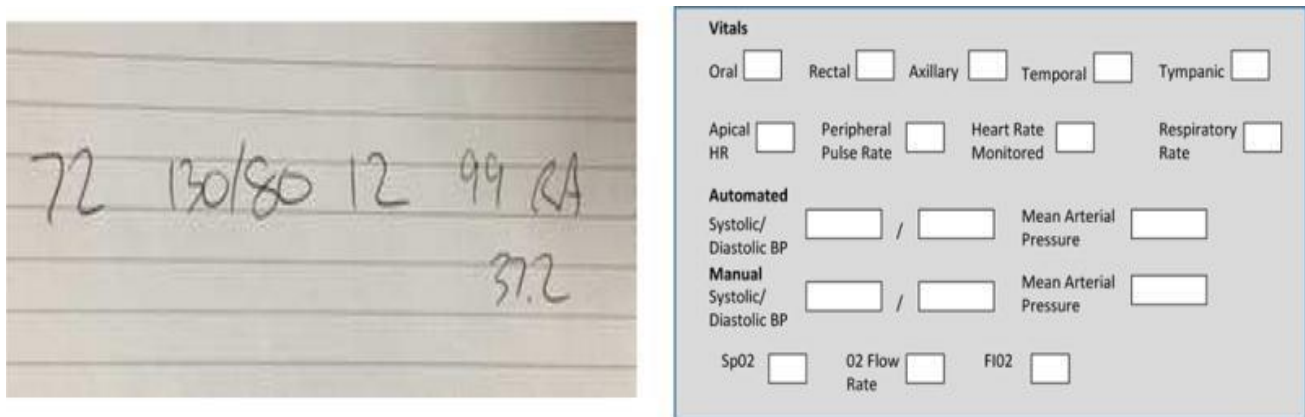 72 130/80 12 99 RA
37.2
Vitals
Oral Rectal Axillary Temporal Tympanic
Apical HR Peripheral Pulse Rate Heart Rate Monitored Respiratory Rate
Automated
Systolic/ Diastolic BP / Mean Arterial Pressure
Manual
Systolic/ Diastolic BP / Mean Arterial Pressure
Sp02 02 Flow Rate FI02